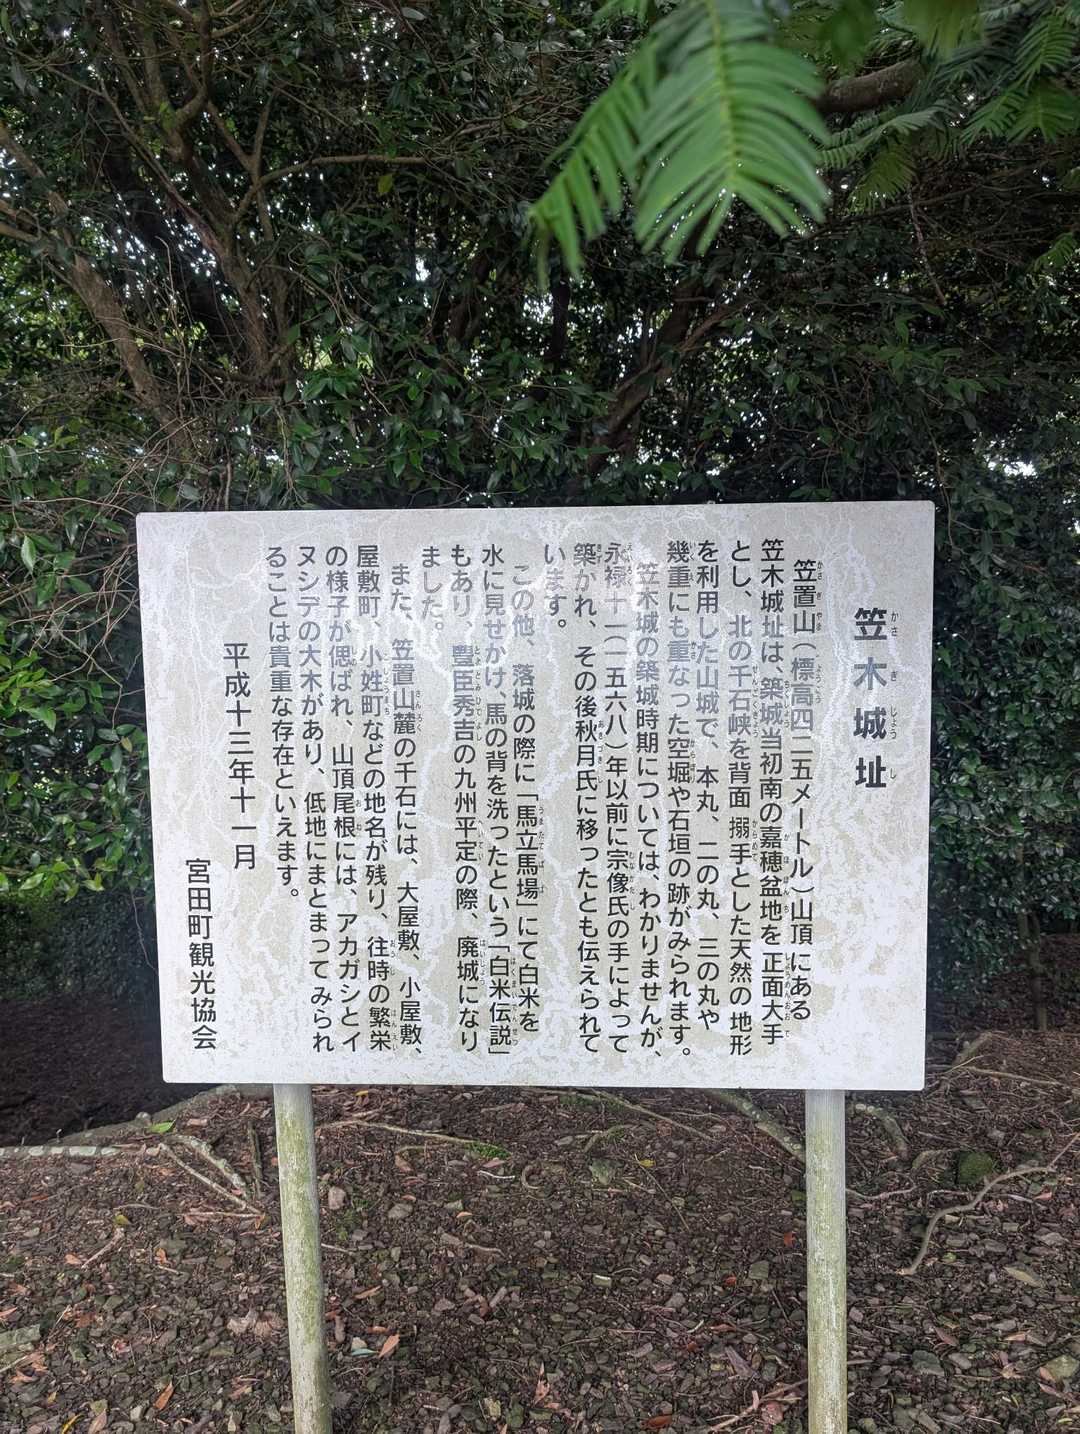 笠木城址
笠置山（標高四二五メートル）山頂にある
笠木城址は、築城当初南の嘉穂盆地を正面大手
とし、北の千石峡を背面搦手とした天然の地形
を利用した山城で、本丸、二の丸、三の丸や
幾重にも重なった空堀や石垣の跡がみられます。
笠木城の築城時期については、わかりませんが、
永禄十一（一五六八）年以前に宗像氏の手によって
築かれ、その後秋月氏に移ったとも伝えられて
います。
この他、落城の際に「馬立馬場」にて白米を
水に見せかけ、馬の背を洗ったという「白米伝説」
もあり、豊臣秀吉の九州平定の際、廃城になり
ました。
また、笠置山麓の千石には、大屋敷、小屋敷、
屋敷町、小姓町などの地名が残り、往時の繁栄
の様子が偲ばれ、山頂尾根には、アカガシとイ
ヌシデの大木があり、低地にまとまってみられ
ることは貴重な存在といえます。
平成十三年十一月
宮田町観光協会